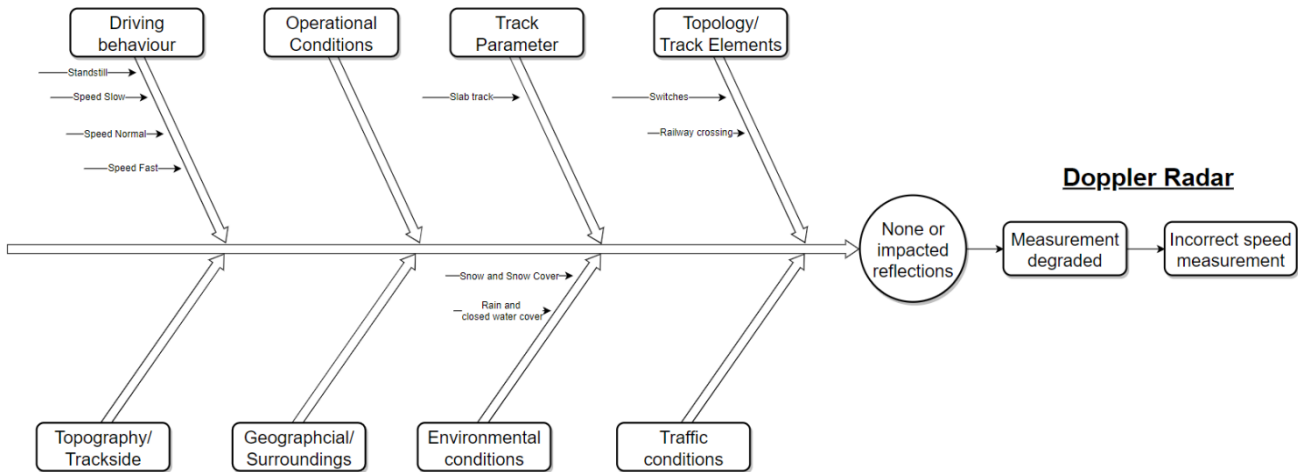 Driving
behaviour
Operational
Conditions
Track
Parameter
Topology/
Track Elements
Standstill
Speed Slow
Speed Normal
Speed Fast
Slab track
Switches
Railway crossing
Doppler Radar
None or
impacted
reflections
Measurement
degraded
Incorrect speed
measurement
Snow and Snow Cover
Rain and
closed water cover
Topography/
Trackside
Geographcial/
Surroundings
Environmental
conditions
Traffic
conditions